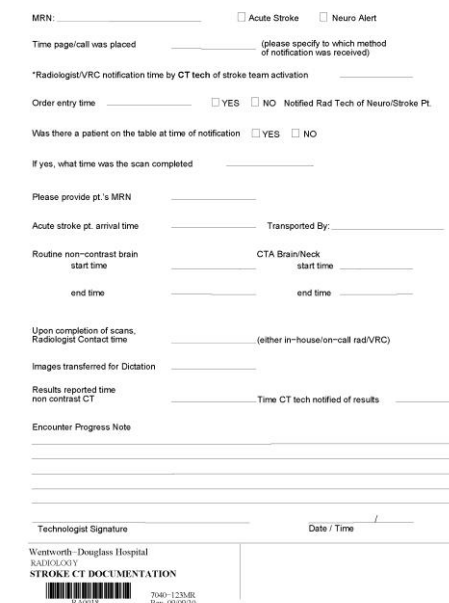 MRN: ☐ Acute Stroke ☐ Neuro Alert
Time page/call was placed (please specify to which method
of notification was received)
*Radiologist/VRC notification time by CT tech of stroke team activation
Order entry time ☐ YES ☐ NO Notified Rad Tech of Neuro/Stroke Pt.
Was there a patient on the table at time of notification ☐ YES ☐ NO
If yes, what time was the scan completed
Please provide pt.'s MRN
Acute stroke pt. arrival time Transported By:
Routine non-contrast brain CTA Brain/Neck
start time start time
end time end time
Upon completion of scans,
Radiologist Contact time (either in-house/on-call rad/VRC)
Images transferred for Dictation
Results reported time
non contrast CT Time CT tech notified of results
Encounter Progress Note
/
Technologist Signature Date / Time
Wentworth-Douglass Hospital
RADIOLOGY
STROKE CT DOCUMENTATION
7040-123MR
Rev.